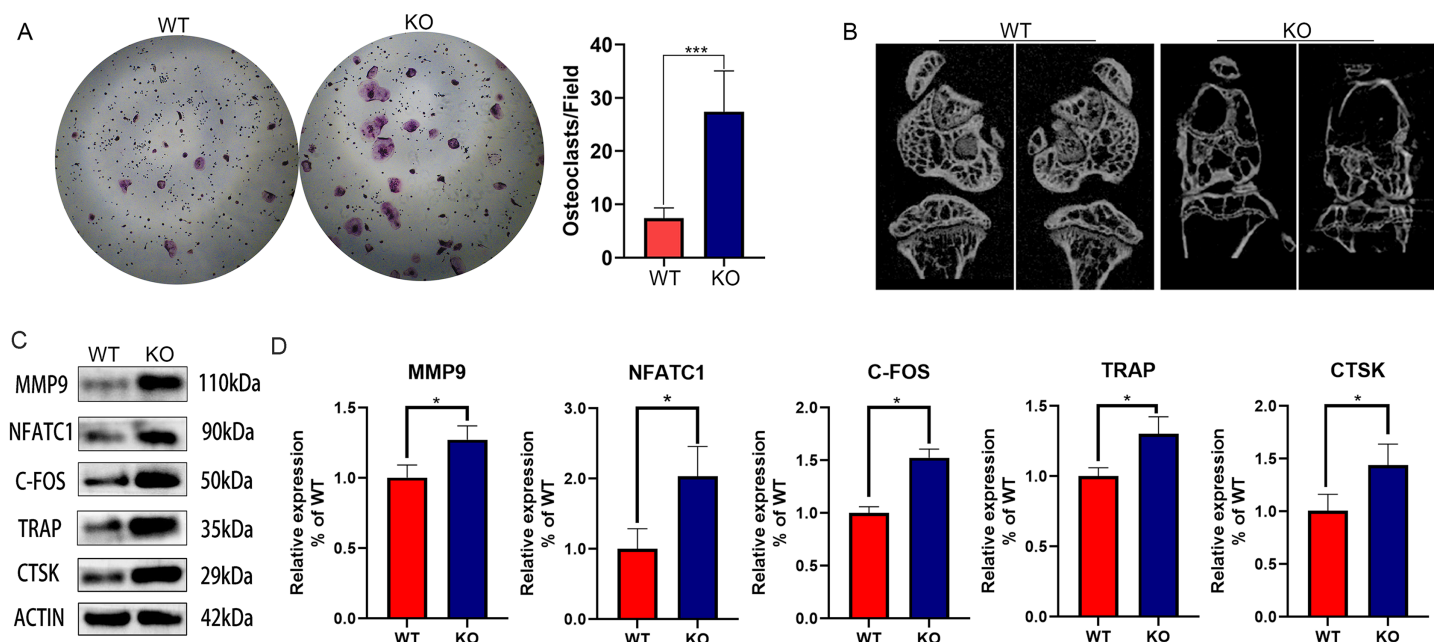 A
WT
KO
***
Osteoclasts/Field
40
30
20
10
0
WT
KO
B
WT
KO
C
WT
KO
MMP9
110kDa
NFATC1
90kDa
C-FOS
50kDa
TRAP
35kDa
CTSK
29kDa
ACTIN
42kDa
D
MMP9
*
Relative expression
% of WT
1.5
1.0
0.5
0.0
WT
KO
NFATC1
*
Relative expression
% of WT
3.0
2.0
1.0
0.0
WT
KO
C-FOS
*
Relative expression
% of WT
2.0
1.5
1.0
0.5
0.0
WT
KO
TRAP
*
Relative expression
% of WT
1.5
1.0
0.5
0.0
WT
KO
CTSK
*
Relative expression
% of WT
2.0
1.5
1.0
0.5
0.0
WT
KO